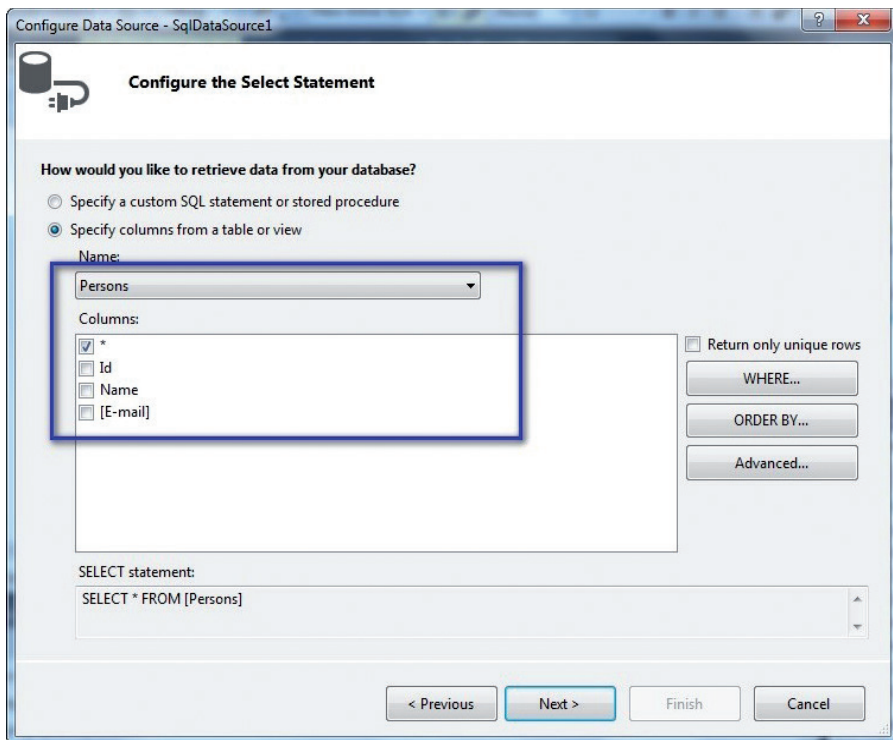 Configure Data Source - SqlDataSource1
Configure the Select Statement
How would you like to retrieve data from your database?
Specify a custom SQL statement or stored procedure
Specify columns from a table or view
Name:
Persons
Columns:
*
Id
Name
[E-mail]
Return only unique rows
WHERE...
ORDER BY...
Advanced...
SELECT statement:
SELECT * FROM [Persons]
< Previous
Next >
Finish
Cancel